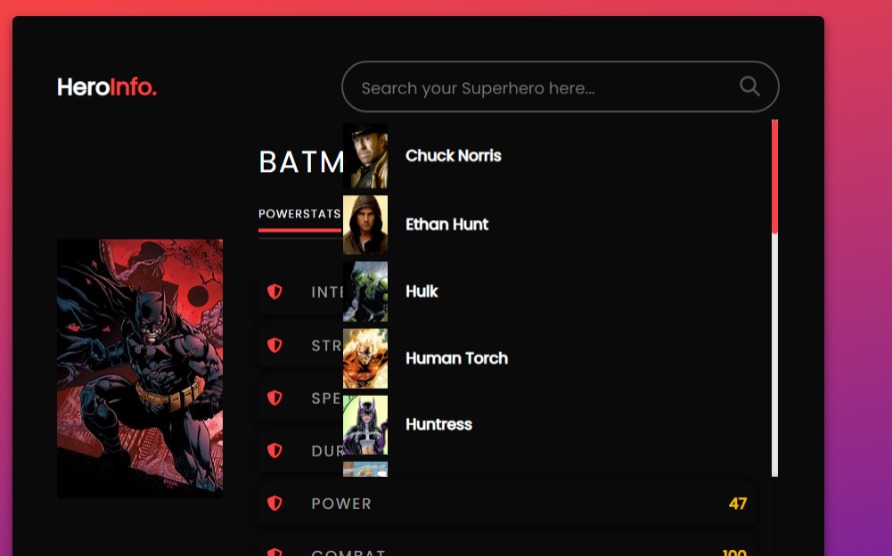 HeroInfo.
Search your Superhero here...
BATM
Chuck Norris
POWERSTATS
Ethan Hunt
INTE
Hulk
STR
Human Torch
SPE
Huntress
DUR
POWER 47
COMBAT 100